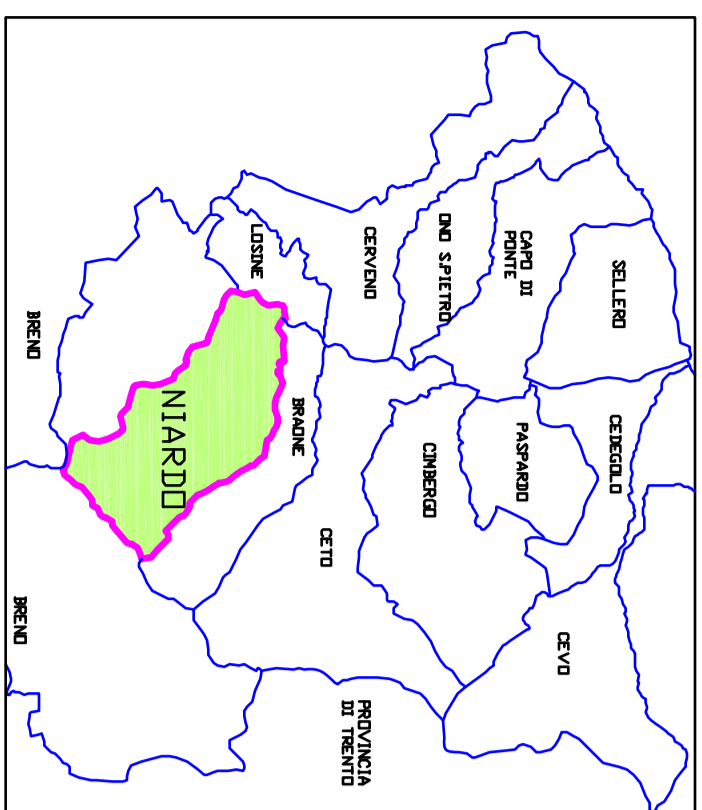 SELLERO
CEDEGOLO
CEVO
CAPO DI
PONTE
PASPARDO
ONO S.PIETRO
CIMBERGO
CERVENO
PROVINCIA
DI TRENTO
CETO
BRAONE
LOSINE
NIARDO
BRENO
BRENO